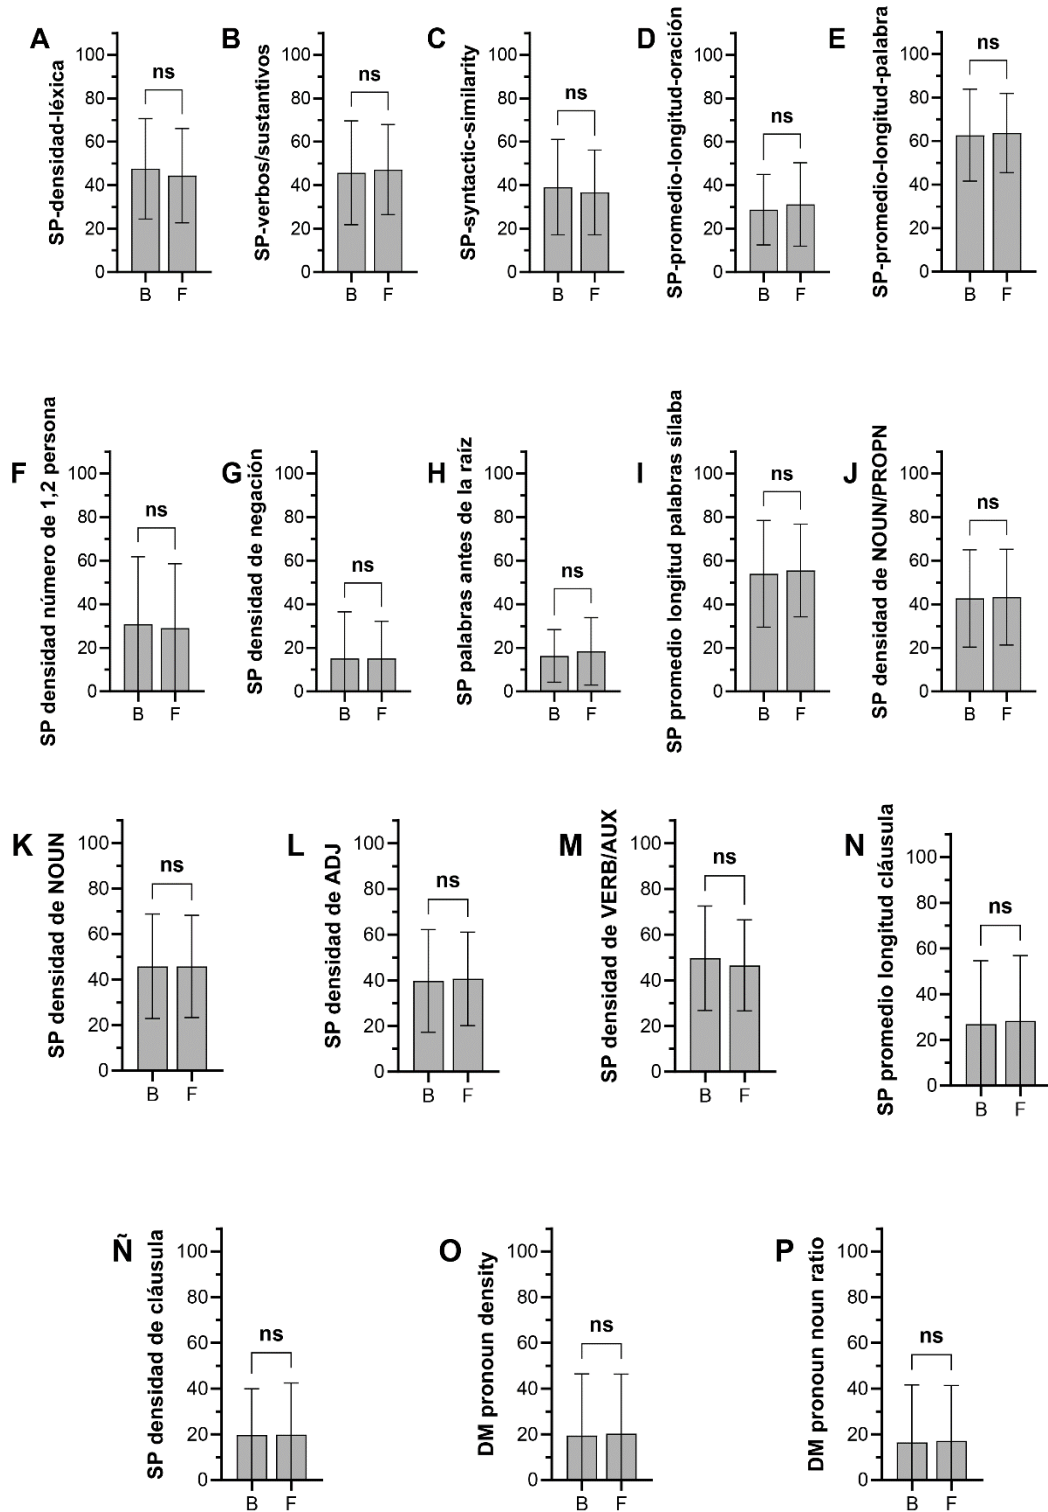 A
SP-densidad-léxica
100
80
60
40
20
0
ns
B F
B
SP-verbos/sustantivos
100
80
60
40
20
0
ns
B F
C
SP-syntactic-similarity
100
80
60
40
20
0
ns
B F
D
SP-promedio-longitud-oración
100
80
60
40
20
0
ns
B F
E
SP-promedio-longitud-palabra
100
80
60
40
20
0
ns
B F
F
SP densidad número de 1,2 persona
100
80
60
40
20
0
ns
B F
G
SP densidad de negación
100
80
60
40
20
0
ns
B F
H
SP palabras antes de la raíz
100
80
60
40
20
0
ns
B F
I
SP promedio longitud palabras sílaba
100
80
60
40
20
0
ns
B F
J
SP densidad de NOUN/PROPN
100
80
60
40
20
0
ns
B F
K
SP densidad de NOUN
100
80
60
40
20
0
ns
B F
L
SP densidad de ADJ
100
80
60
40
20
0
ns
B F
M
SP densidad de VERB/AUX
100
80
60
40
20
0
ns
B F
N
SP promedio longitud cláusula
100
80
60
40
20
0
ns
B F
Ñ
SP densidad de cláusula
100
80
60
40
20
0
ns
B F
O
DM pronoun density
100
80
60
40
20
0
ns
B F
P
DM pronoun noun ratio
100
80
60
40
20
0
ns
B F